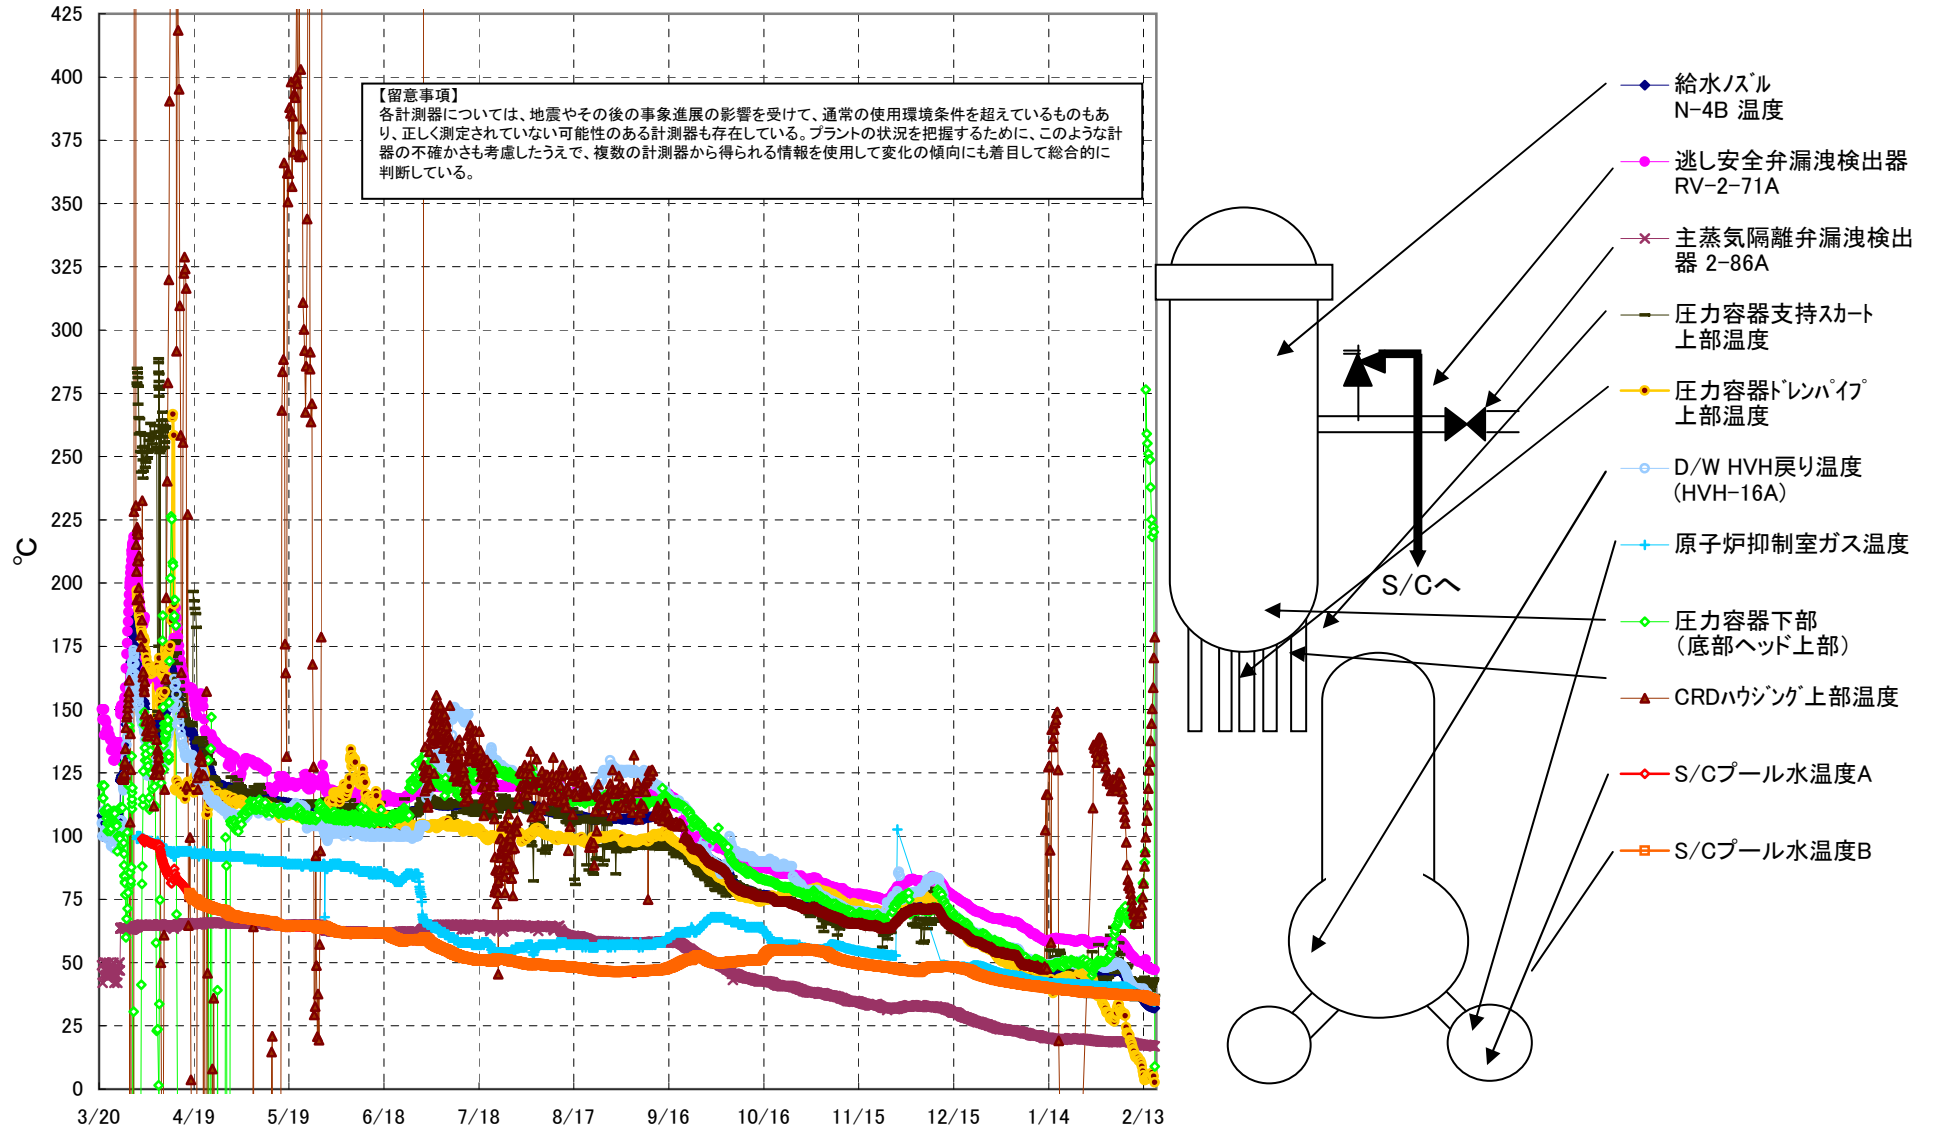 425
400
375
350
325
300
275
250
225
200
175
150
125
100
75
50
25
0
℃
3/20
4/19
5/19
6/18
7/18
8/17
9/16
10/16
11/15
12/15
1/14
2/13
【留意事項】
各計測器については、地震やその後の事象進展の影響を受けて、通常の使用環境条件を超えているものもあ
り、正しく測定されていない可能性のある計測器も存在している。プラントの状況を把握するために、このような計
器の不確かさも考慮したうえで、複数の計測器から得られる情報を使用して変化の傾向にも着目して総合的に
判断している。
S/Cへ
給水ﾉｽﾞﾙ
N-4B 温度
逃し安全弁漏洩検出器
RV-2-71A
主蒸気隔離弁漏洩検出
器 2-86A
圧力容器支持ｽｶｰﾄ
上部温度
圧力容器ﾄﾞﾚﾝﾊﾟｲﾌﾟ
上部温度
D/W HVH戻り温度
(HVH-16A)
原子炉抑制室ガス温度
圧力容器下部
（底部ヘッド上部）
CRDﾊｳｼﾞﾝｸﾞ上部温度
S/Cプール水温度A
S/Cプール水温度B